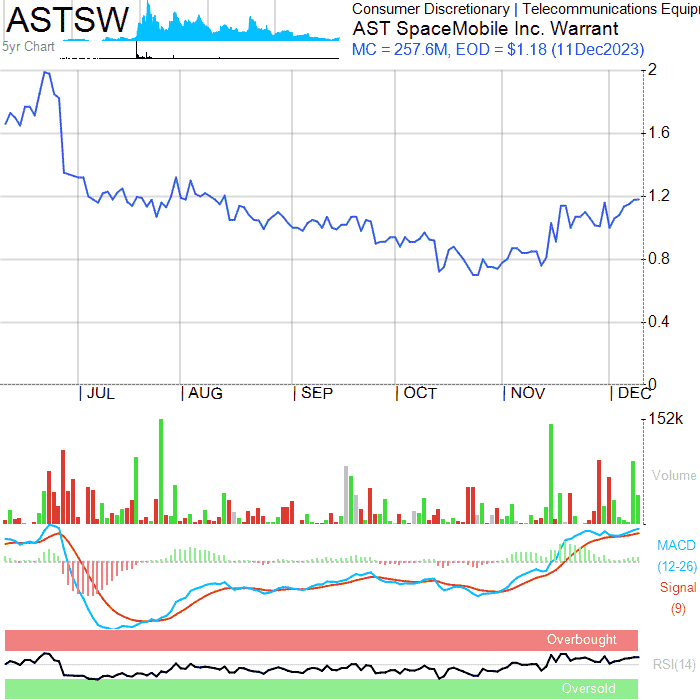 ASTSW
5yr Chart
Consumer Discretionary | Telecommunications Equip
AST SpaceMobile Inc. Warrant
MC = 257.6M, EOD = $1.18 (11Dec2023)
2
1.6
1.2
0.8
0.4
0
| JUL | AUG | SEP | OCT | NOV | DEC
152k
Volume
MACD
(12-26)
Signal
(9)
Overbought
RSI(14)
Oversold